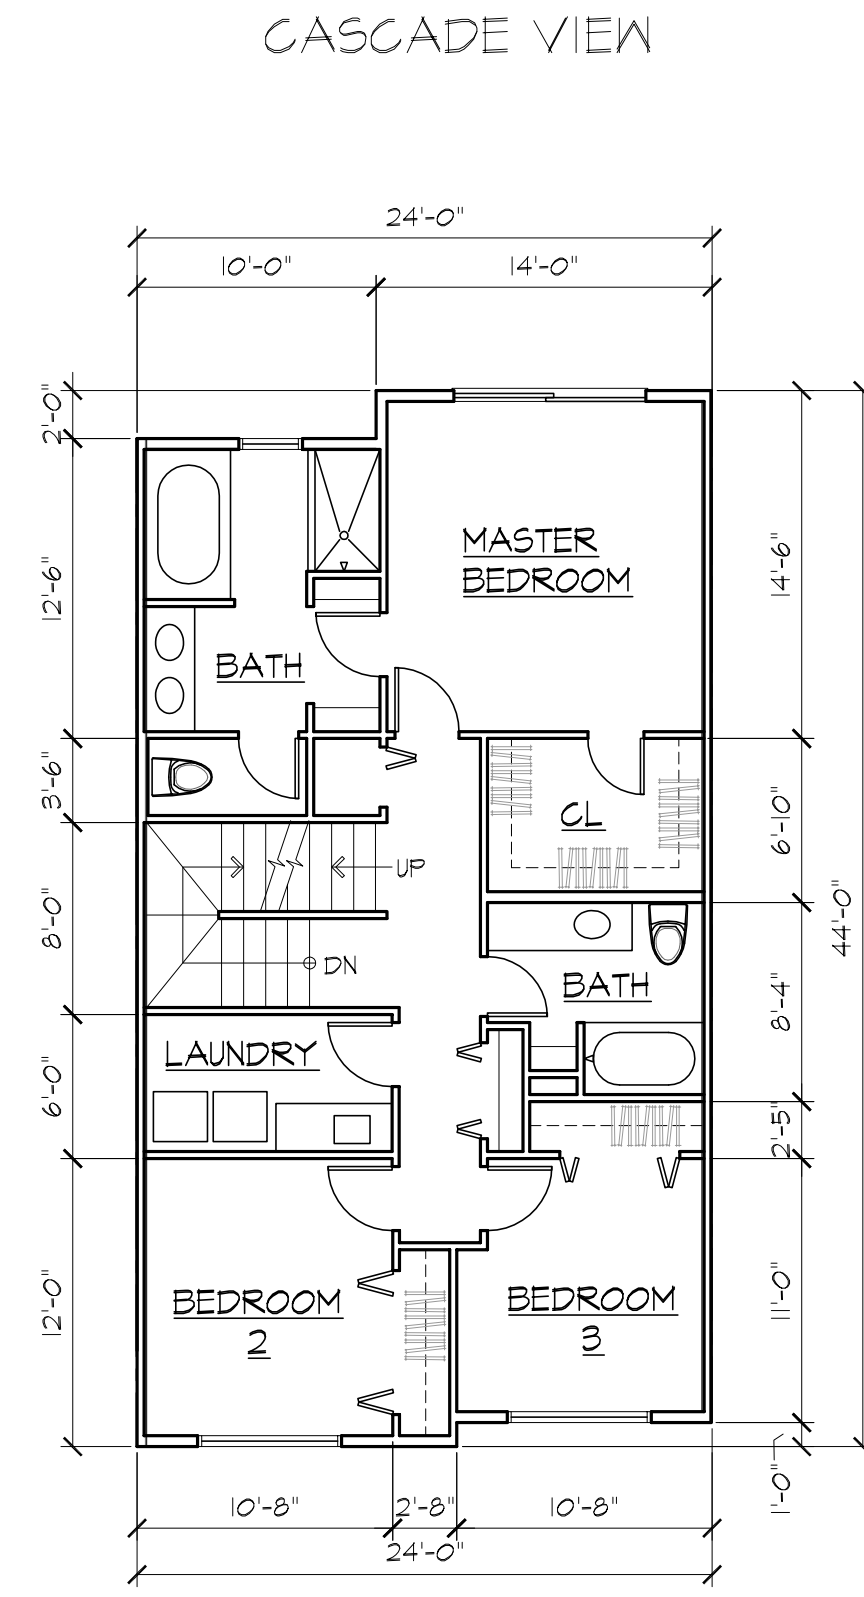 CASCADE VIEW
24'-0"
10'-0"
14'-0"
2'-0"
12'-6"
3'-6"
8'-0"
6'-0"
12'-0"
MASTER
BEDROOM
BATH
CL
UP
DN
BATH
LAUNDRY
BEDROOM
2
BEDROOM
3
14'-6"
6'-10"
8'-4"
2'-5"
11'-0"
1'-0"
44'-0"
10'-8"
2'-8"
10'-8"
24'-0"